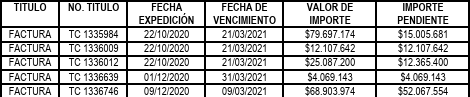 TITULO NO. TITULO FECHA EXPEDICIÓN FECHA DE VENCIMIENTO VALOR DE IMPORTE IMPORTE PENDIENTE
FACTURA TC 1335984 22/10/2020 21/03/2021 $79.697.174 $15.005.681
FACTURA TC 1336009 22/10/2020 21/03/2021 $12.107.642 $12.107.642
FACTURA TC 1336012 22/10/2020 21/03/2021 $25.087.200 $12.365.400
FACTURA TC 1336639 01/12/2020 31/03/2021 $4.069.143 $4.069.143
FACTURA TC 1336746 09/12/2020 09/03/2021 $68.903.974 $52.067.554